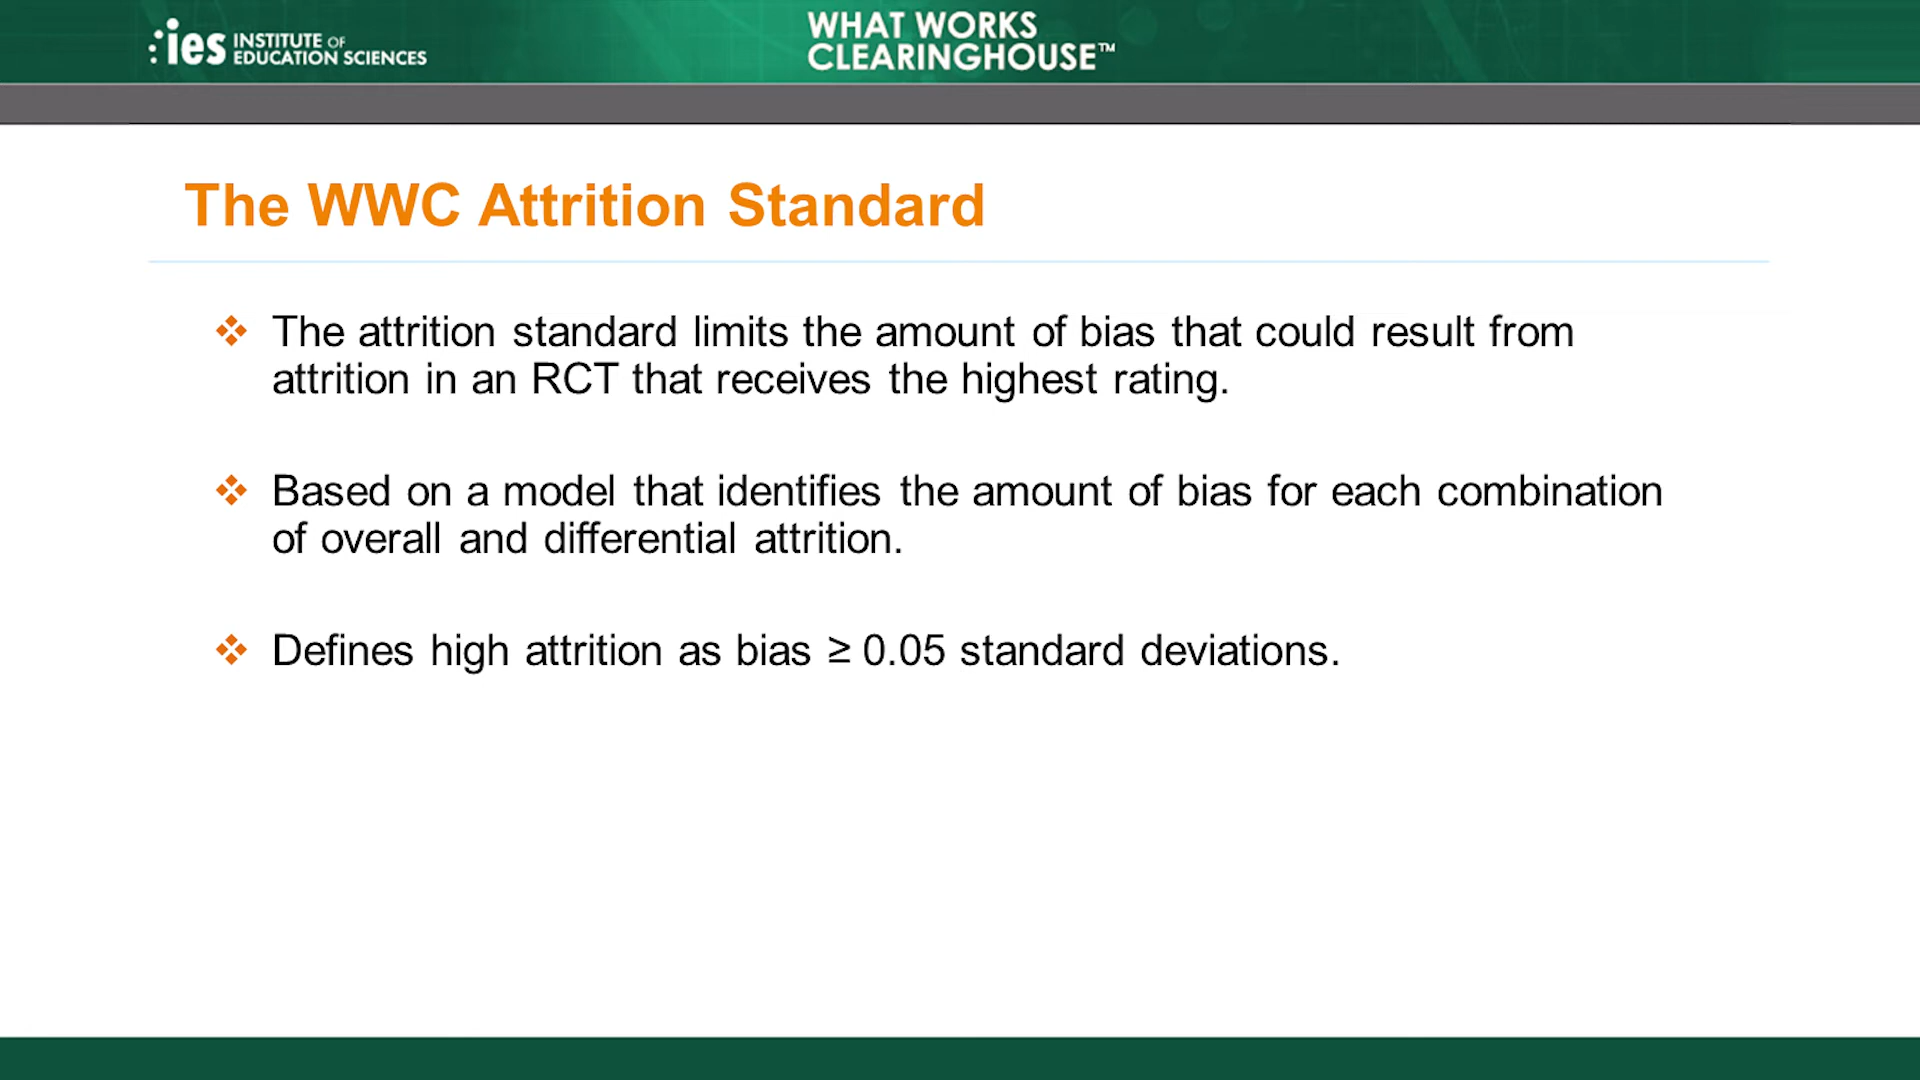 ies INSTITUTE OF
EDUCATION SCIENCES
WHAT WORKS
CLEARINGHOUSE™
The WWC Attrition Standard
The attrition standard limits the amount of bias that could result from
attrition in an RCT that receives the highest rating.
Based on a model that identifies the amount of bias for each combination
of overall and differential attrition.
Defines high attrition as bias ≥ 0.05 standard deviations.